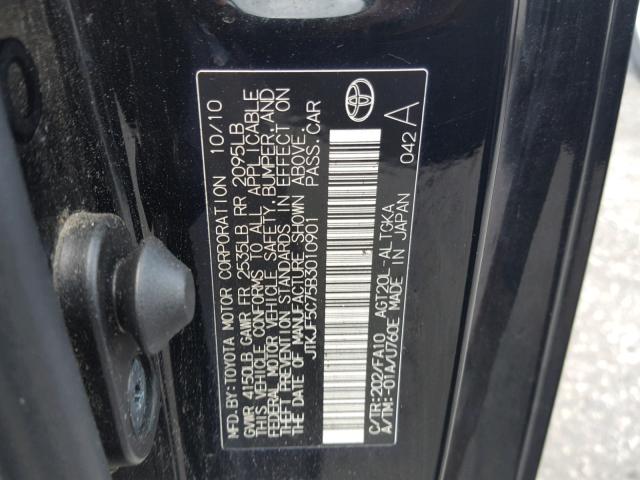 MFD. BY: TOYOTA MOTOR CORPORATION 10/10
GVWR 4150LB GAWR FR 2535LB RR 2095LB
THIS VEHICLE CONFORMS TO ALL APPLICABLE
FEDERAL MOTOR VEHICLE SAFETY, BUMPER, AND
THEFT PREVENTION STANDARDS IN EFFECT ON
THE DATE OF MANUFACTURE SHOWN ABOVE.
JTKJF5C79B3010901 PASS. CAR
C/TR: 202/FA10 AGT20L-ALTGKA
A/TM: -01A/U760E MADE IN JAPAN
042 A